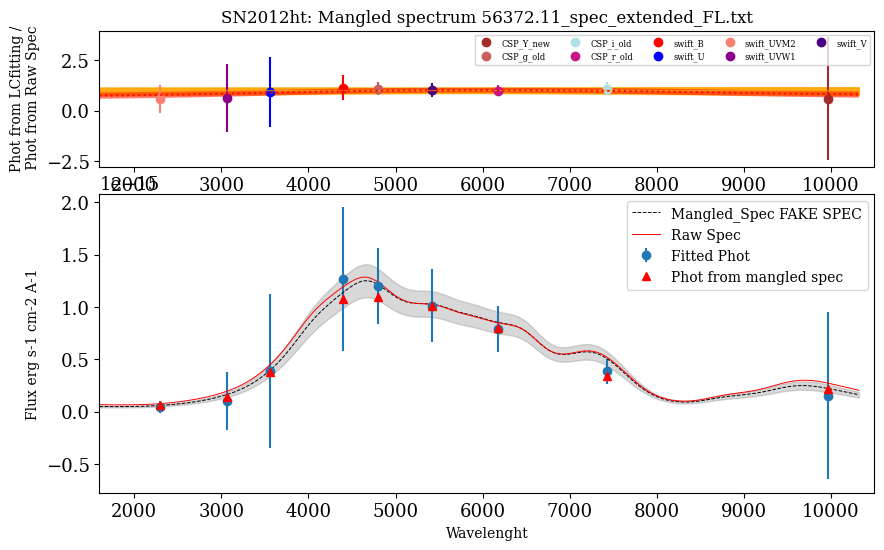 SN2012ht: Mangled spectrum 56372.11_spec_extended_FL.txt
Phot from LCfitting /
Phot from Raw Spec
2.5
0.0
−2.5
CSP_Y_new CSP_i_old swift_B swift_UVM2 swift_V
CSP_g_old CSP_r_old swift_U swift_UVW1
2000 3000 4000 5000 6000 7000 8000 9000 10000
1e−15
Flux erg s-1 cm-2 A-1
2.0
1.5
1.0
0.5
0.0
−0.5
Mangled_Spec FAKE SPEC
Raw Spec
Fitted Phot
Phot from mangled spec
2000 3000 4000 5000 6000 7000 8000 9000 10000
Wavelenght